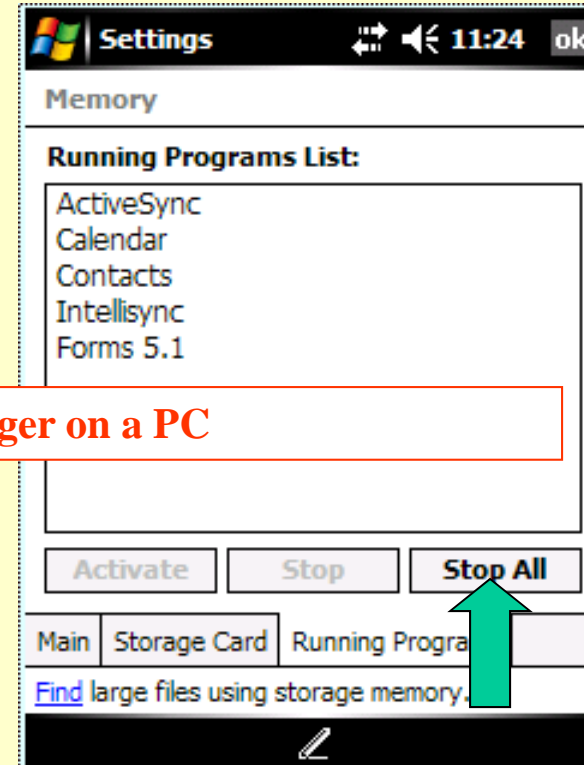 Settings 11:24 ok
Memory
Running Programs List:
ActiveSync
Calendar
Contacts
Intellisync
Forms 5.1
ger on a PC
Activate Stop Stop All
Main Storage Card Running
Find large files using storage memory.